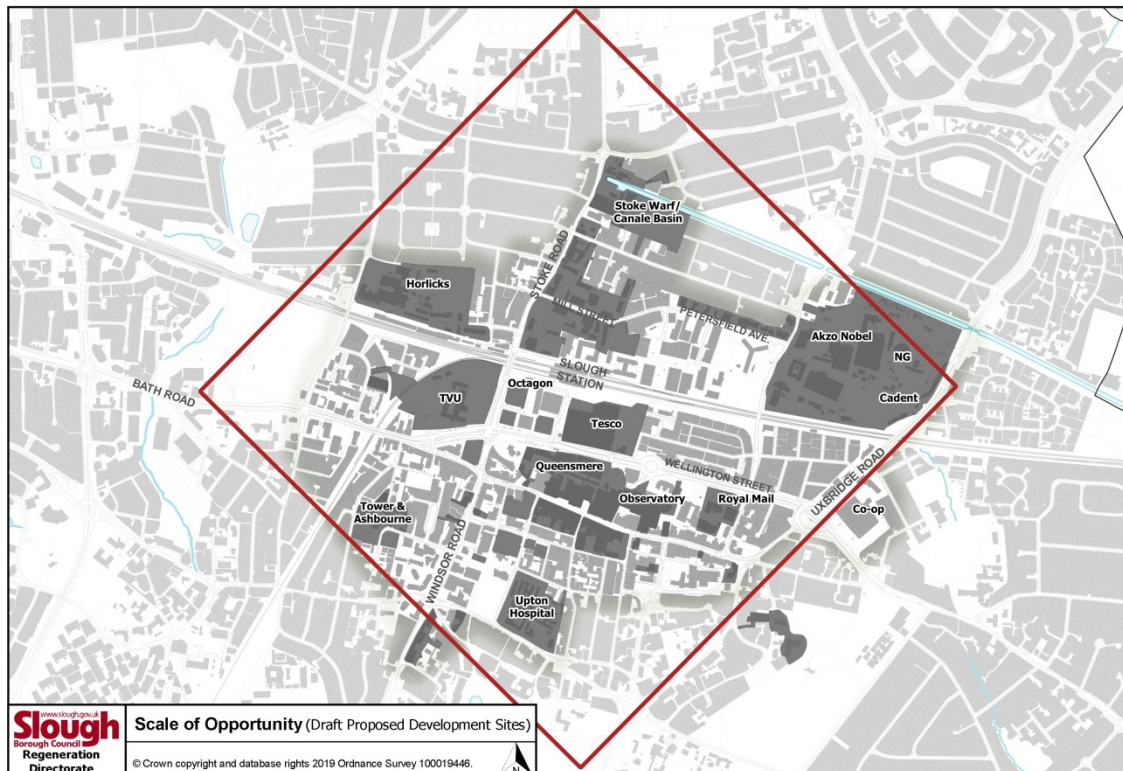 Stoke Warf/
Canale Basin
STOKE ROAD
Horlicks
MILL STREET
PETERSFIELD AVE.
Akzo Nobel
NG
SLOUGH
STATION
BATH ROAD
TVU
Octagon
Cadent
Tesco
Queensmere
WELLINGTON STREET
UXBRIDGE ROAD
Observatory
Royal Mail
Co-op
Tower &
Ashbourne
WINDSOR ROAD
Upton
Hospital
www.slough.gov.uk
Slough
Borough Council
Regeneration
Directorate
Scale of Opportunity (Draft Proposed Development Sites)
© Crown copyright and database rights 2019 Ordnance Survey 100019446.
N